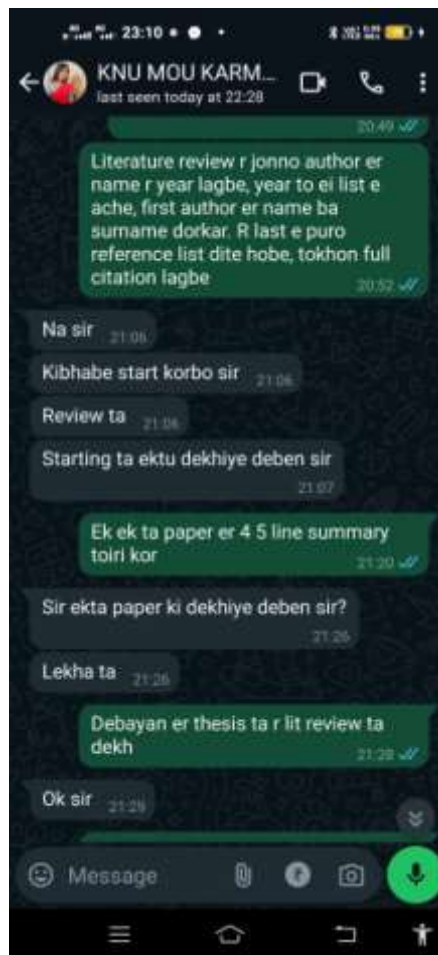 23:10
KNU MOU KARM...
last seen today at 22:28
20:49
Literature review r jonno author er
name r year lagbe, year to ei list e
ache, first author er name ba
surname dorkar. R last e puro
reference list dite hobe, tokhon full
citation lagbe
20:52
Na sir 21:06
Kibhabe start korbo sir 21:06
Review ta 21:06
Starting ta ektu dekhiye deben sir
21:07
Ek ek ta paper er 4 5 line summary
toiri kor 21:20
Sir ekta paper ki dekhiye deben sir?
21:26
Lekha ta 21:26
Debayan er thesis ta r lit review ta
dekh 21:28
Ok sir 21:29
Message